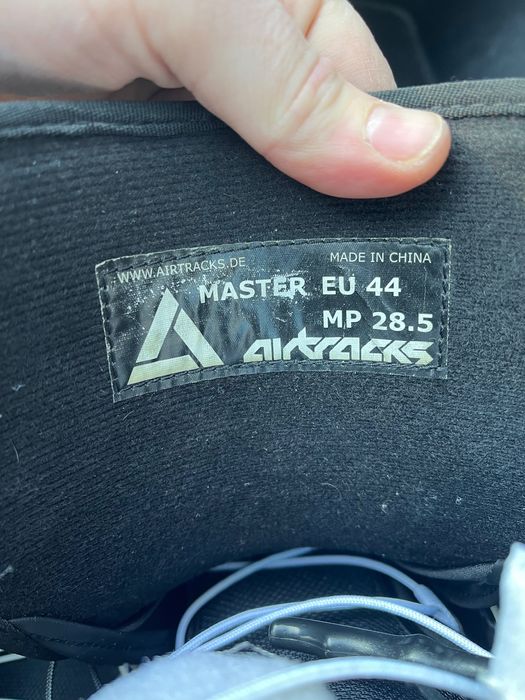 WWW.AIRTRACKS.DE
MADE IN CHINA
MASTER EU 44
MP 28.5
airtracks